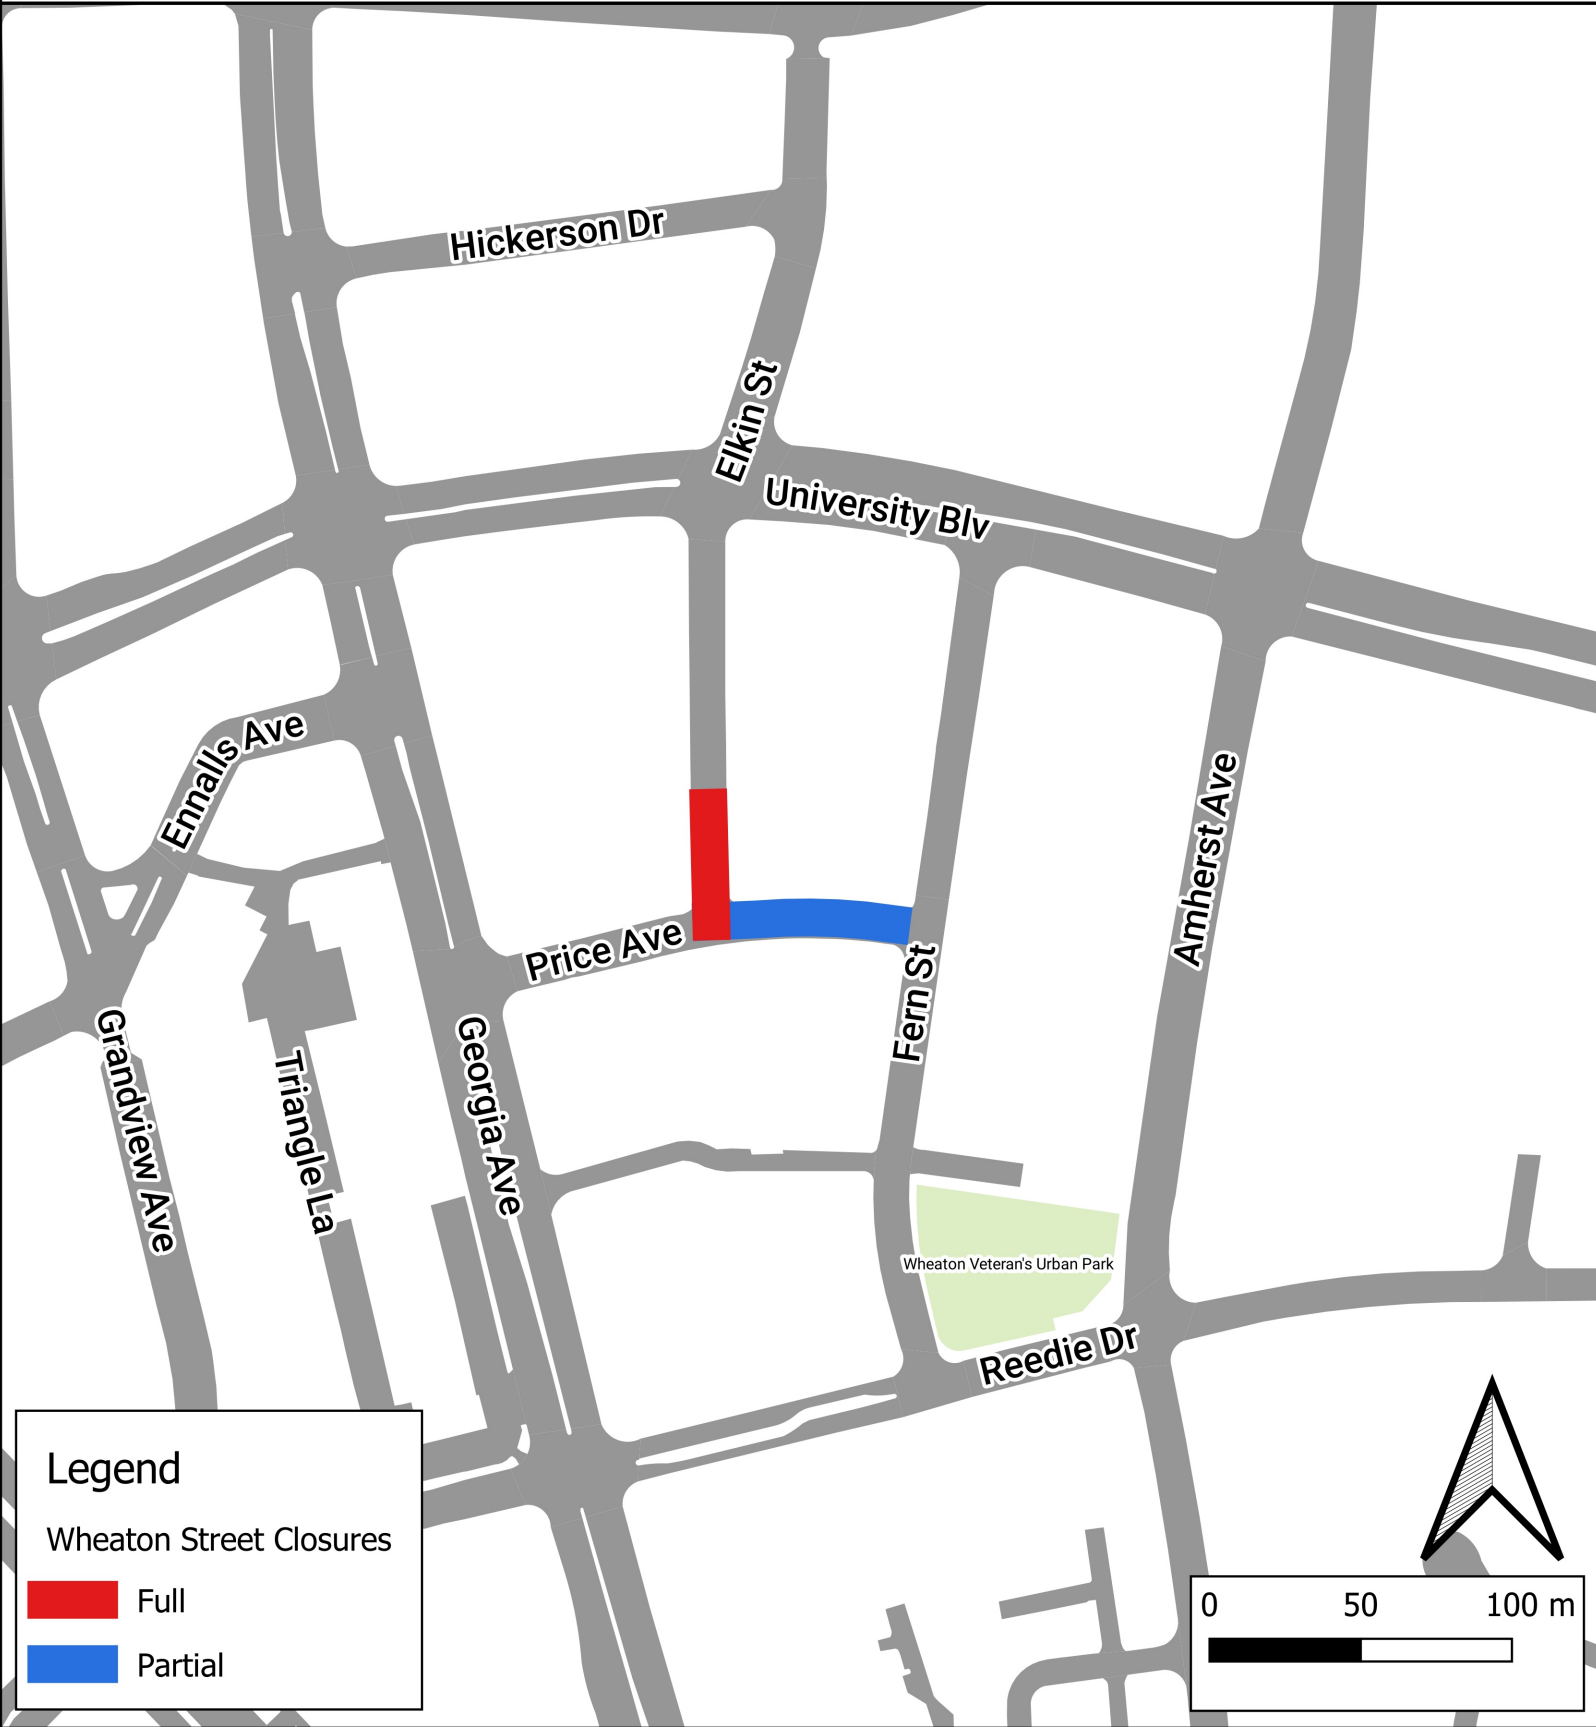 Hickerson Dr
Elkin St
University Blv
Ennalls Ave
Amherst Ave
Price Ave
Fern St
Grandview Ave
Triangle La
Georgia Ave
Wheaton Veteran's Urban Park
Reedie Dr
Legend
Wheaton Street Closures
Full
Partial
0 50 100 m